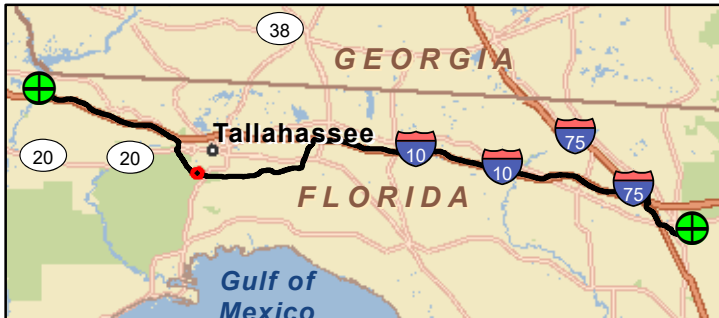 38
GEORGIA
Tallahassee
75
20
20
10
10
FLORIDA
75
Gulf of
Mexico